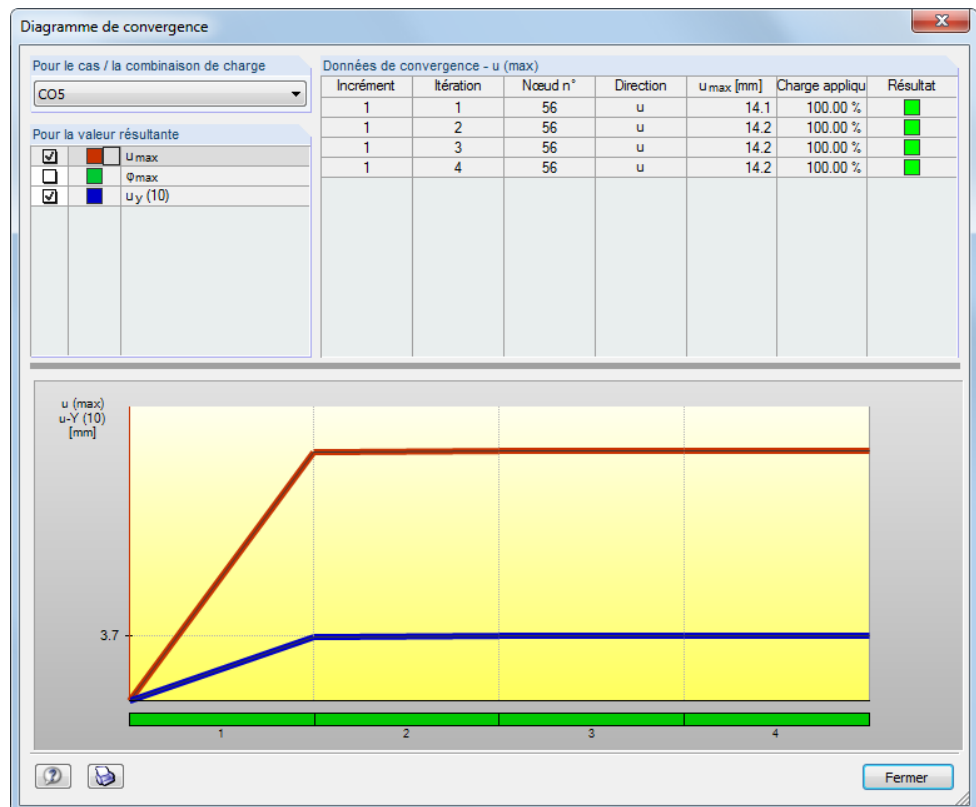 Diagramme de convergence
Pour le cas / la combinaison de charge
CO5
Pour la valeur résultante
u max
φmax
u y (10)
Données de convergence - u (max)
Incrément Itération Nœud n° Direction u max [mm] Charge appliqu Résultat
1 1 56 u 14.1 100.00 %
1 2 56 u 14.2 100.00 %
1 3 56 u 14.2 100.00 %
1 4 56 u 14.2 100.00 %
u (max)
u-Y (10)
[mm]
3.7
1 2 3 4
Fermer